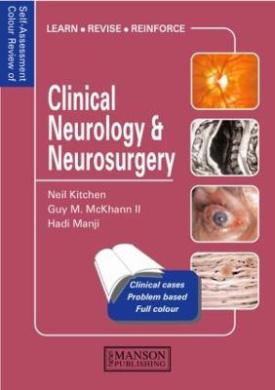 Self-Assessment
Colour Review of
LEARN • REVISE • REINFORCE
Clinical
Neurology &
Neurosurgery
Neil Kitchen
Guy M. McKhann II
Hadi Manji
Clinical cases
Problem based
Full colour
MANSON
PUBLISHING